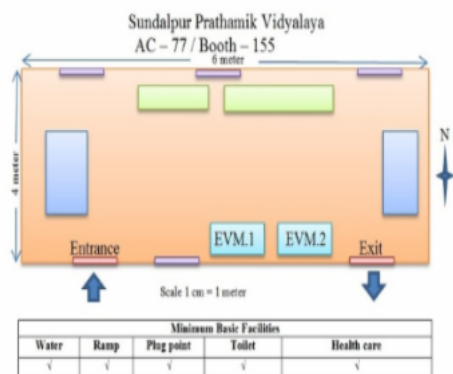 Sundalpur Prathamik Vidyalaya
AC – 77 / Booth – 155
6 meter
4 meter
N
EVM.1 EVM.2
Entrance Exit
Scale 1 cm = 1 meter
Minimum Basic Facilities
Water Ramp Plug point Toilet Health care
√ √ √ √ √